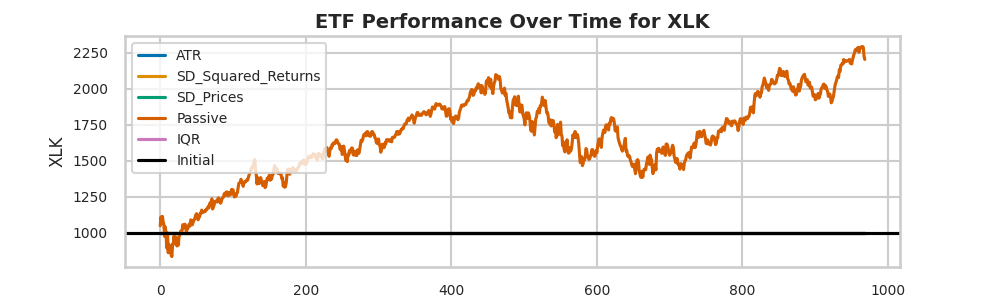 ETF Performance Over Time for XLK
XLK
2250
2000
1750
1500
1250
1000
ATR
SD_Squared_Returns
SD_Prices
Passive
IQR
Initial
0 200 400 600 800 1000